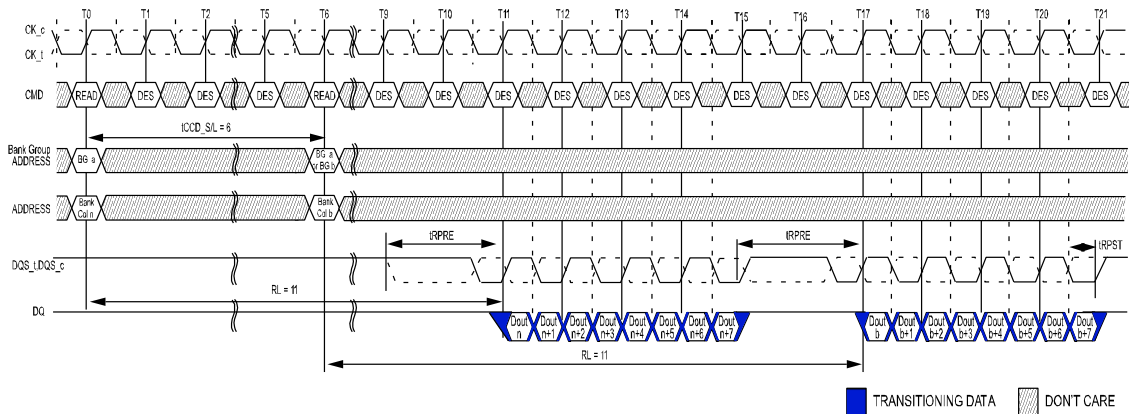 T0 T1 T2 T5 T6 T9 T10 T11 T12 T13 T14 T15 T16 T17 T18 T19 T20 T21
CK_c
CK_t
CMD READ DES DES DES READ DES DES DES DES DES DES DES DES DES DES DES DES DES
tCCD_S/L = 6
Bank Group
ADDRESS
BG a
BG a
or BG b
ADDRESS
Bank
Col n
Bank
Col b
tRPRE tRPRE tRPST
DQS_t,DQS_c
RL = 11
DQ
Dout Dout Dout Dout Dout Dout Dout Dout Dout Dout Dout Dout Dout Dout Dout
n n+1 n+2 n+3 n+4 n+5 n+6 n+7 b b+1 b+2 b+3 b+4 b+5 b+6 b+7
RL = 11
TRANSITIONING DATA DON'T CARE